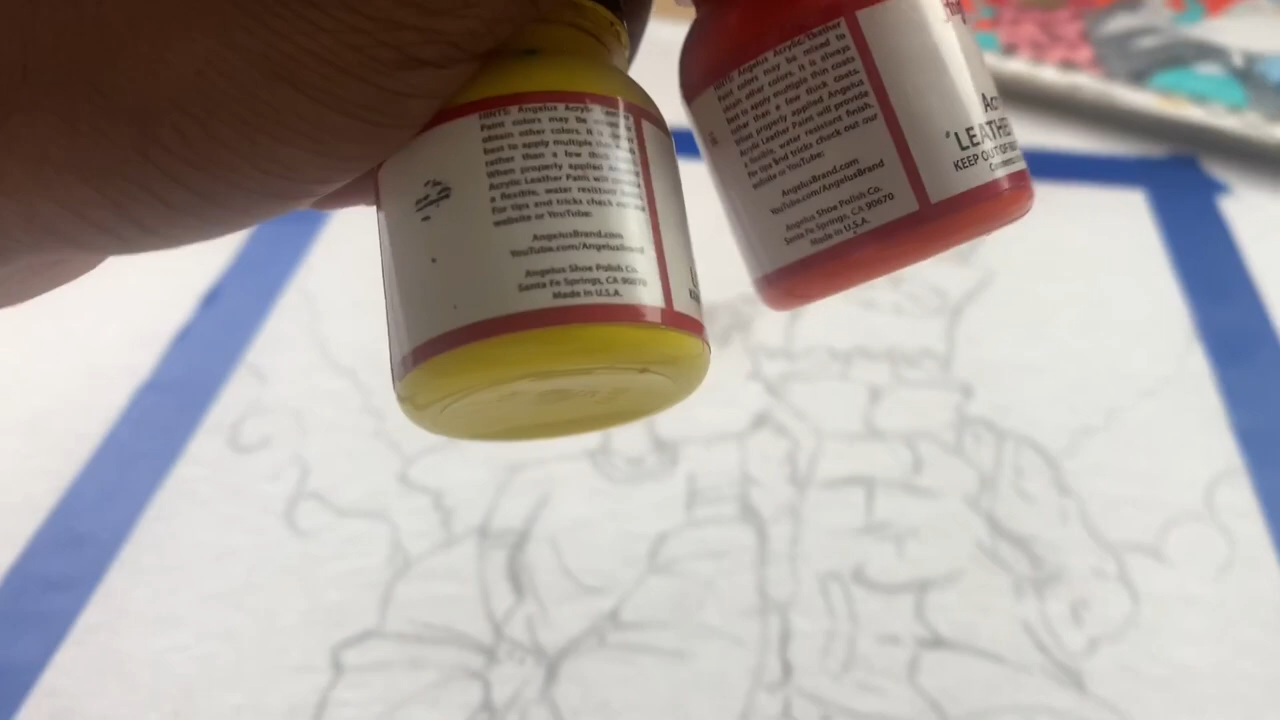 HINTS: Angelus Acrylic
Paint colors may be
obtain other colors. It is
best to apply multiple thin
rather than a few thick
When properly applied
Acrylic Leather Paint will
a flexible, water resistant
For tips and tricks check out
website or YouTube:
AngelusBrand.com
YouTube.com/AngelusBrand
Angelus Shoe Polish Co.
Santa Fe Springs, CA 90670
Made in U.S.A.
HINTS: Angelus Acrylic Leather
Paint colors may be mixed to
obtain other colors. It is always
best to apply multiple thin coats
rather than a few thick coats.
When properly applied Angelus
Acrylic Leather Paint will provide
a flexible, water resistant finish.
For tips and tricks check out our
website or YouTube:
AngelusBrand.com
YouTube.com/AngelusBrand
Angelus Shoe Polish Co.
Santa Fe Springs, CA 90670
Made in U.S.A.
Ac
LEATHE
KEEP OUT OF